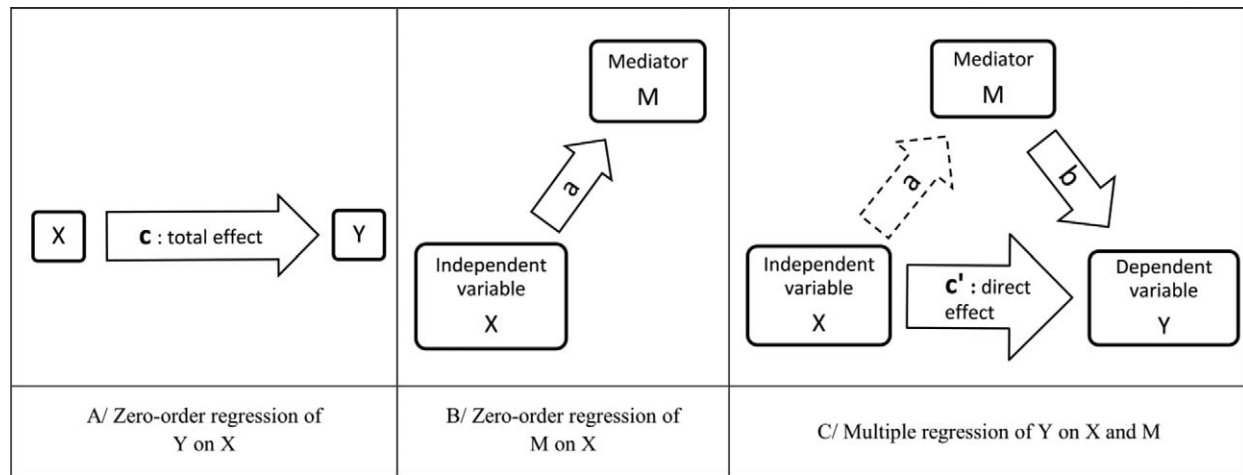 X
c : total effect
Y
A/ Zero-order regression of
Y on X
Mediator
M
a
Independent
variable
X
B/ Zero-order regression of
M on X
Mediator
M
a
b
Independent
variable
X
c' : direct
effect
Dependent
variable
Y
C/ Multiple regression of Y on X and M